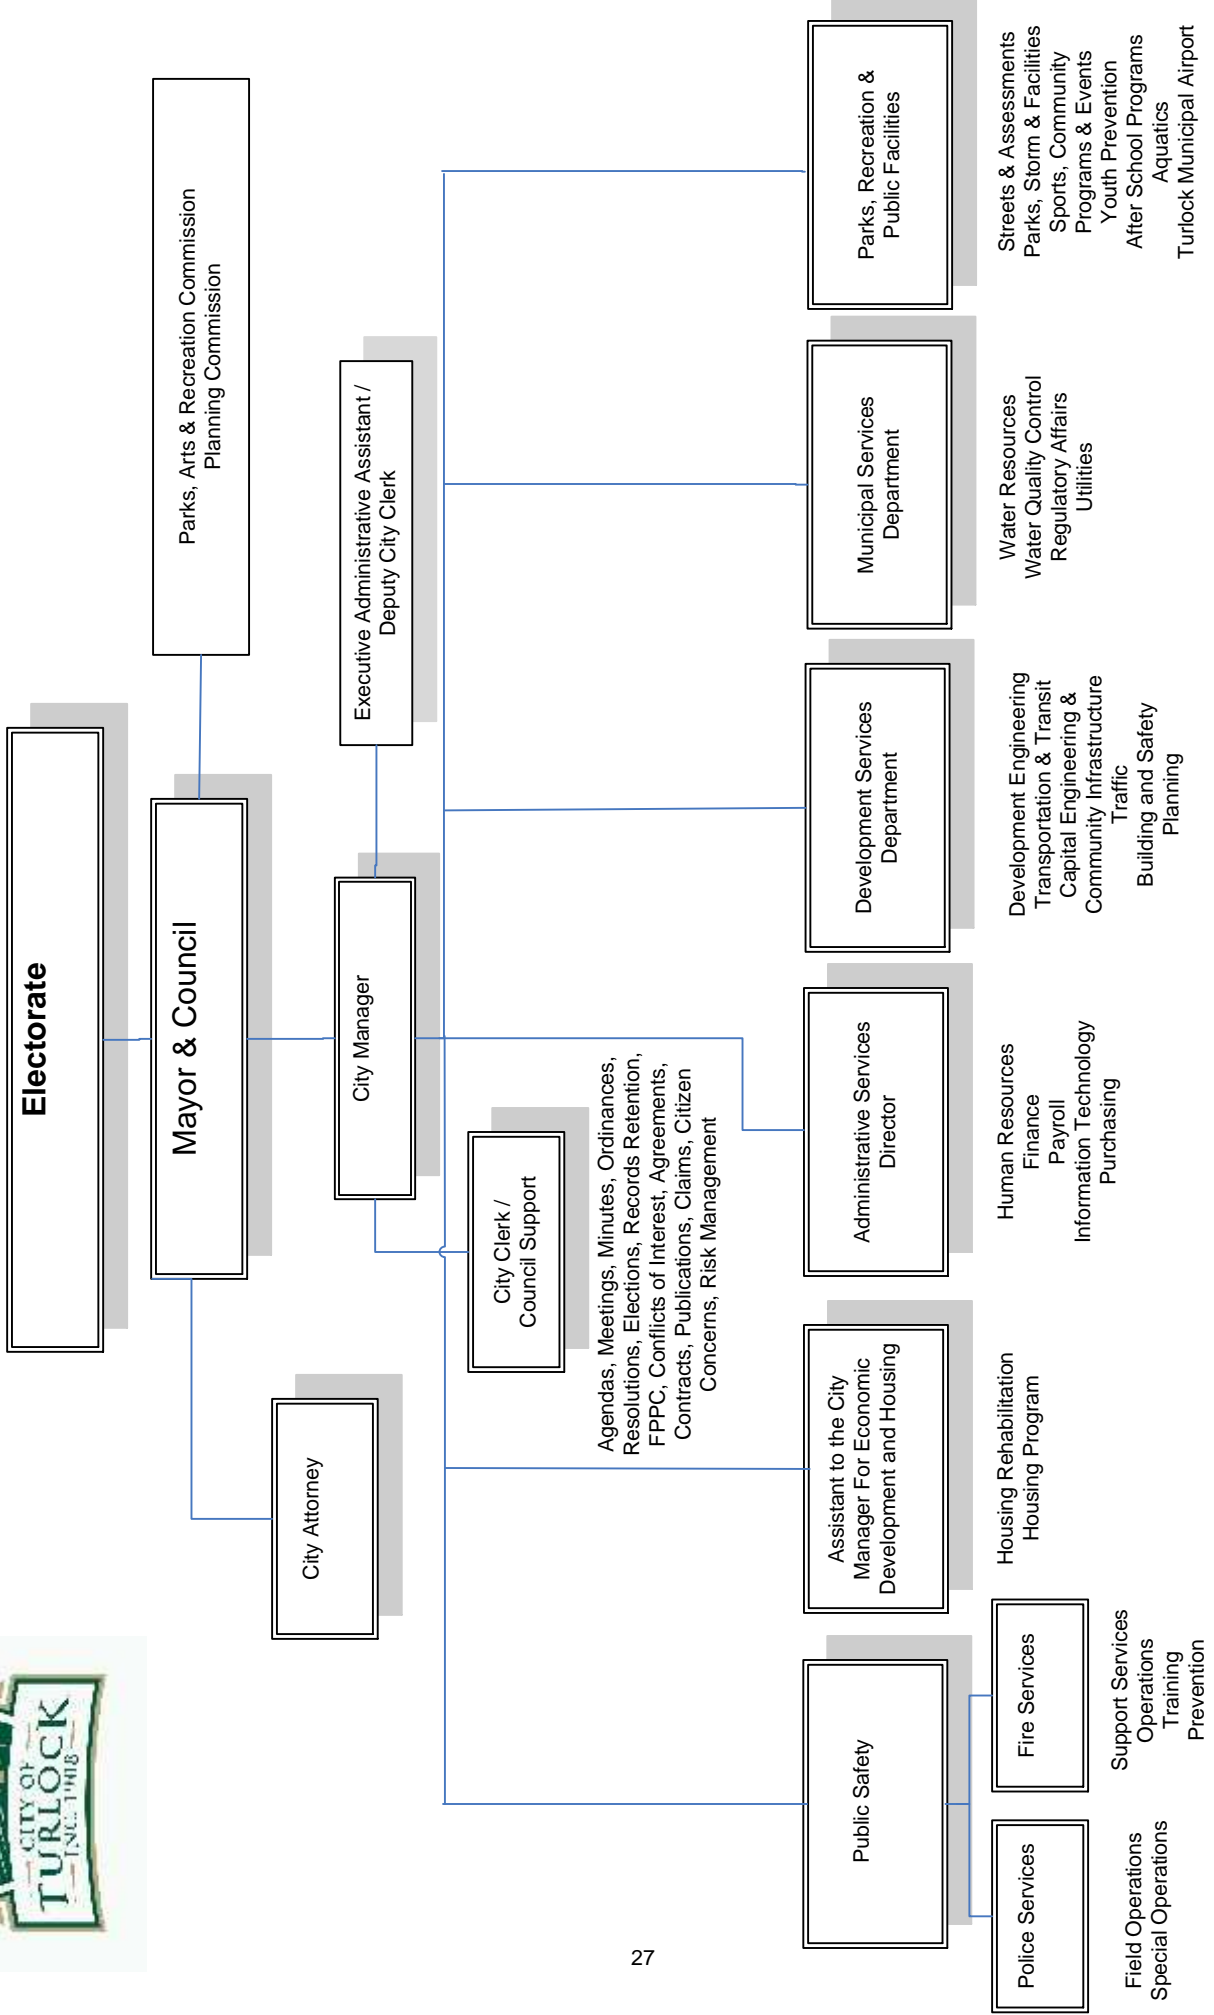 CITY OF
TURLOCK
INC. 1908
Electorate
Mayor & Council
Parks, Arts & Recreation Commission
Planning Commission
City Attorney
City Manager
Executive Administrative Assistant /
Deputy City Clerk
City Clerk /
Council Support
Agendas, Meetings, Minutes, Ordinances,
Resolutions, Elections, Records Retention,
FPPC, Conflicts of Interest, Agreements,
Contracts, Publications, Claims, Citizen
Concerns, Risk Management
Public Safety
Police Services
Field Operations
Special Operations
Fire Services
Support Services
Operations
Training
Prevention
Assistant to the City
Manager For Economic
Development and Housing
Housing Rehabilitation
Housing Program
Administrative Services
Director
Human Resources
Finance
Payroll
Information Technology
Purchasing
Development Services
Department
Development Engineering
Transportation & Transit
Capital Engineering &
Community Infrastructure
Traffic
Building and Safety
Planning
Municipal Services
Department
Water Resources
Water Quality Control
Regulatory Affairs
Utilities
Parks, Recreation &
Public Facilities
Streets & Assessments
Parks, Storm & Facilities
Sports, Community
Programs & Events
Youth Prevention
After School Programs
Aquatics
Turlock Municipal Airport
27